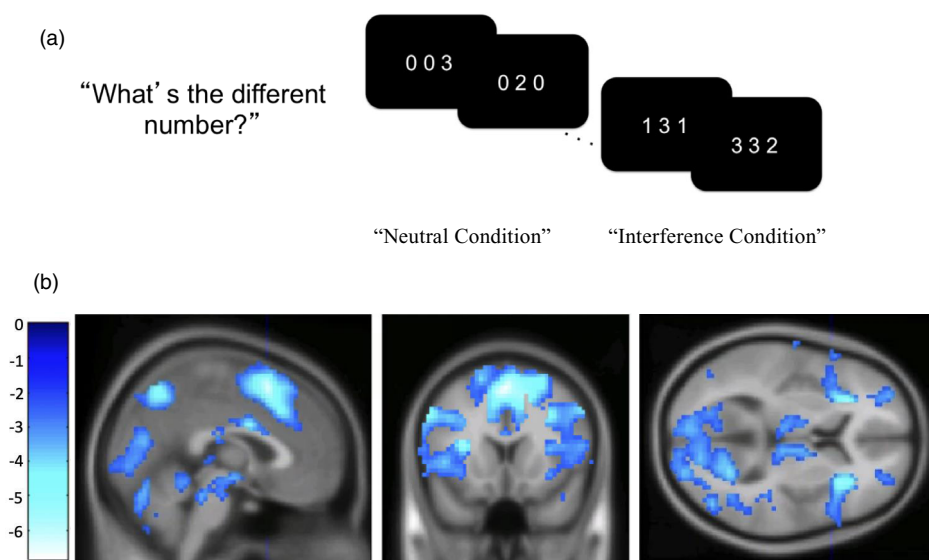 (a)
“What’s the different
number?”
0 0 3
0 2 0
1 3 1
3 3 2
“Neutral Condition”
“Interference Condition”
(b)
0
-1
-2
-3
-4
-5
-6